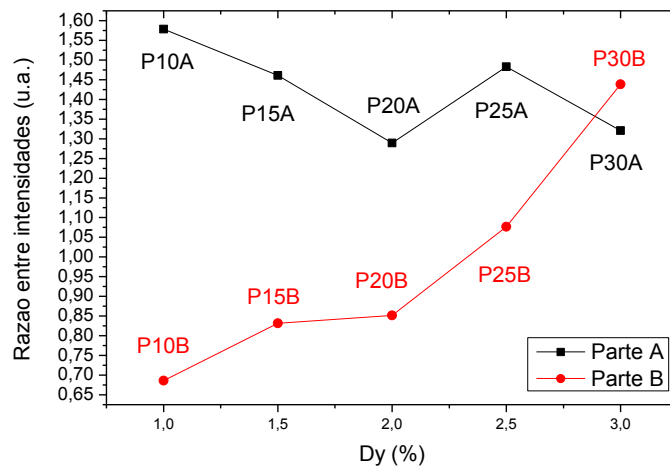 Razao entre intensidades (u.a.)
1,60
1,55
1,50
1,45
1,40
1,35
1,30
1,25
1,20
1,15
1,10
1,05
1,00
0,95
0,90
0,85
0,80
0,75
0,70
0,65
P10A
P15A
P20A
P25A
P30B
P30A
P10B
P15B
P20B
P25B
Parte A
Parte B
1,0 1,5 2,0 2,5 3,0
Dy (%)